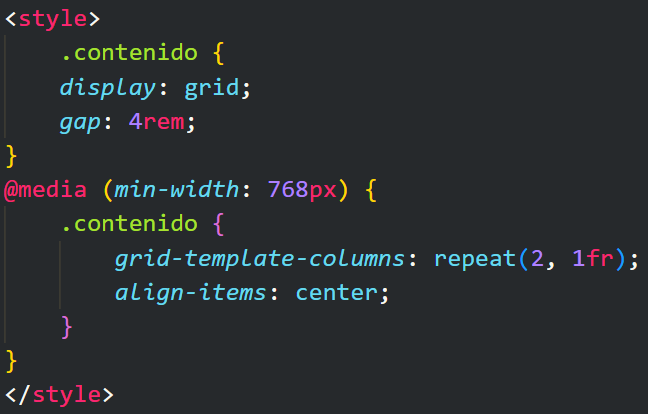 <style>
    .contenido {
    display: grid;
    gap: 4rem;
}
@media (min-width: 768px) {
    .contenido {
        grid-template-columns: repeat(2, 1fr);
        align-items: center;
    }
}
</style>